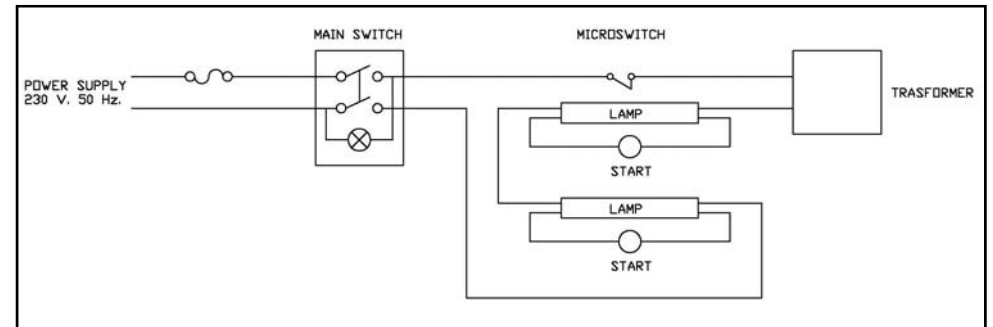 MAIN SWITCH
MICROSWITCH
POWER SUPPLY
230 V. 50 Hz.
TRASFORMER
LAMP
START
LAMP
START